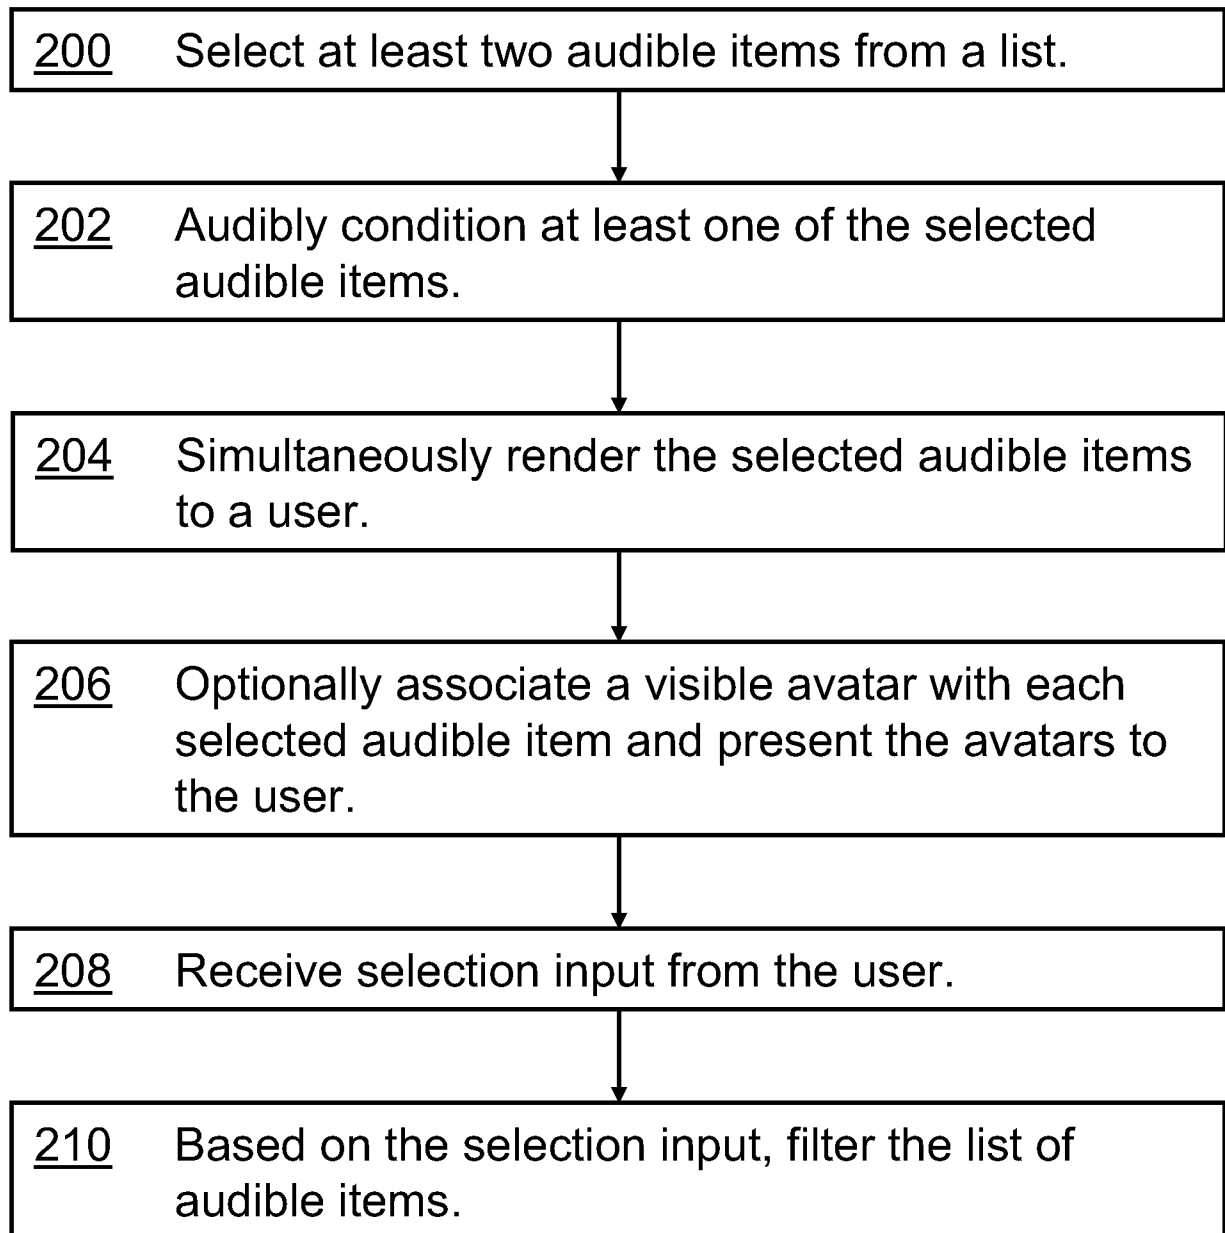 200 Select at least two audible items from a list.
202 Audibly condition at least one of the selected
audible items.
204 Simultaneously render the selected audible items
to a user.
206 Optionally associate a visible avatar with each
selected audible item and present the avatars to
the user.
208 Receive selection input from the user.
210 Based on the selection input, filter the list of
audible items.